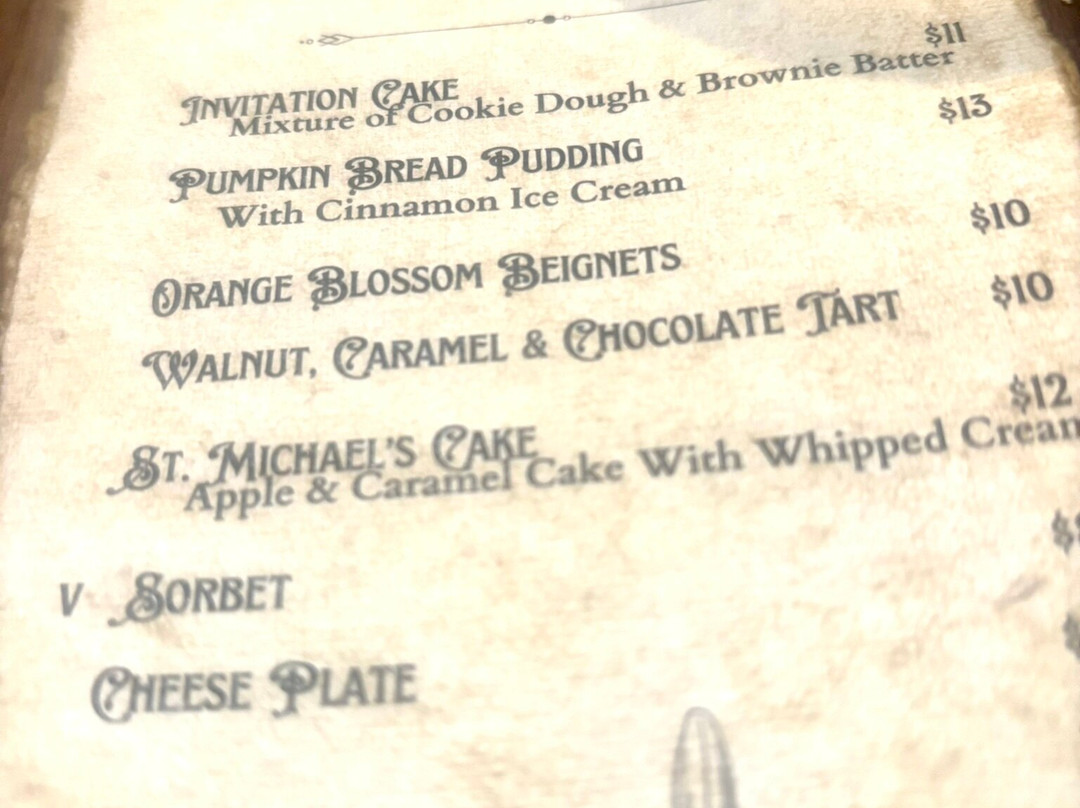 $11
Invitation Cake
Mixture of Cookie Dough & Brownie Batter
$13
Pumpkin Bread Pudding
With Cinnamon Ice Cream
$10
Orange Blossom Beignets
$10
Walnut, Caramel & Chocolate Tart
$12
St. Michael's Cake
Apple & Caramel Cake With Whipped
V Sorbet
Cheese Plate